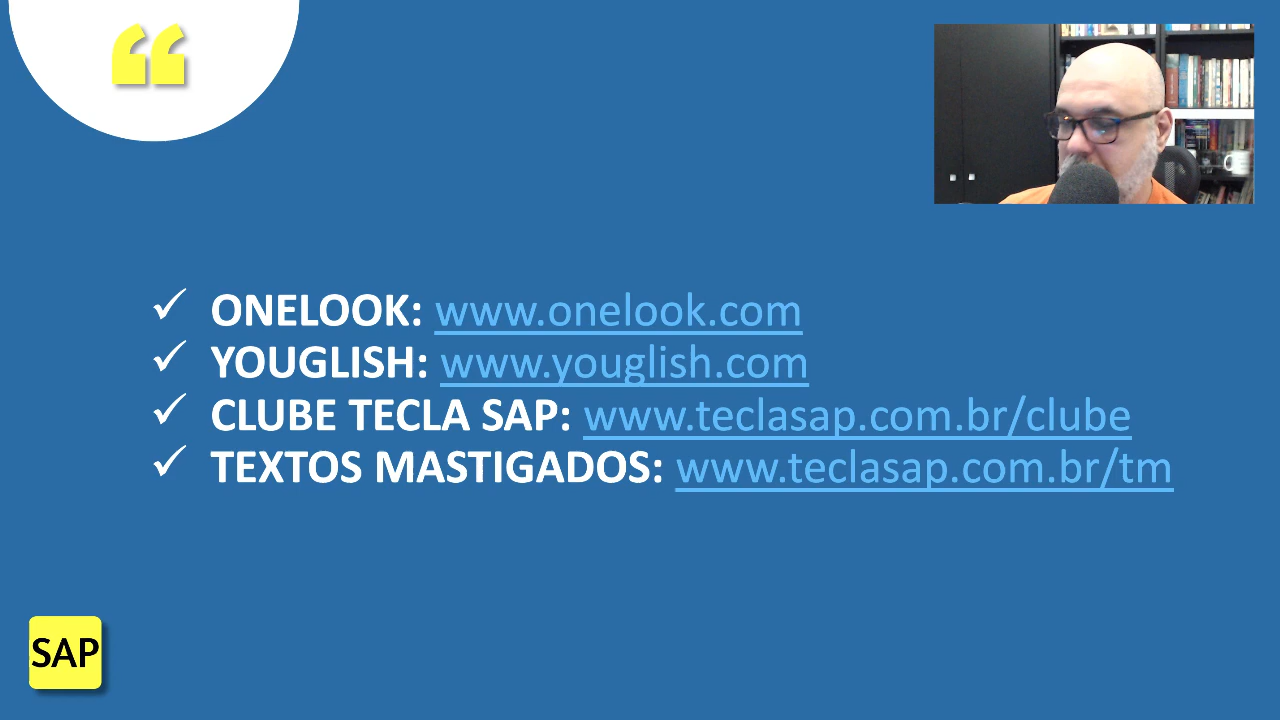 ONELOOK: www.onelook.com
YOUGLISH: www.youglish.com
CLUBE TECLA SAP: www.teclasap.com.br/clube
TEXTOS MASTIGADOS: www.teclasap.com.br/tm
SAP